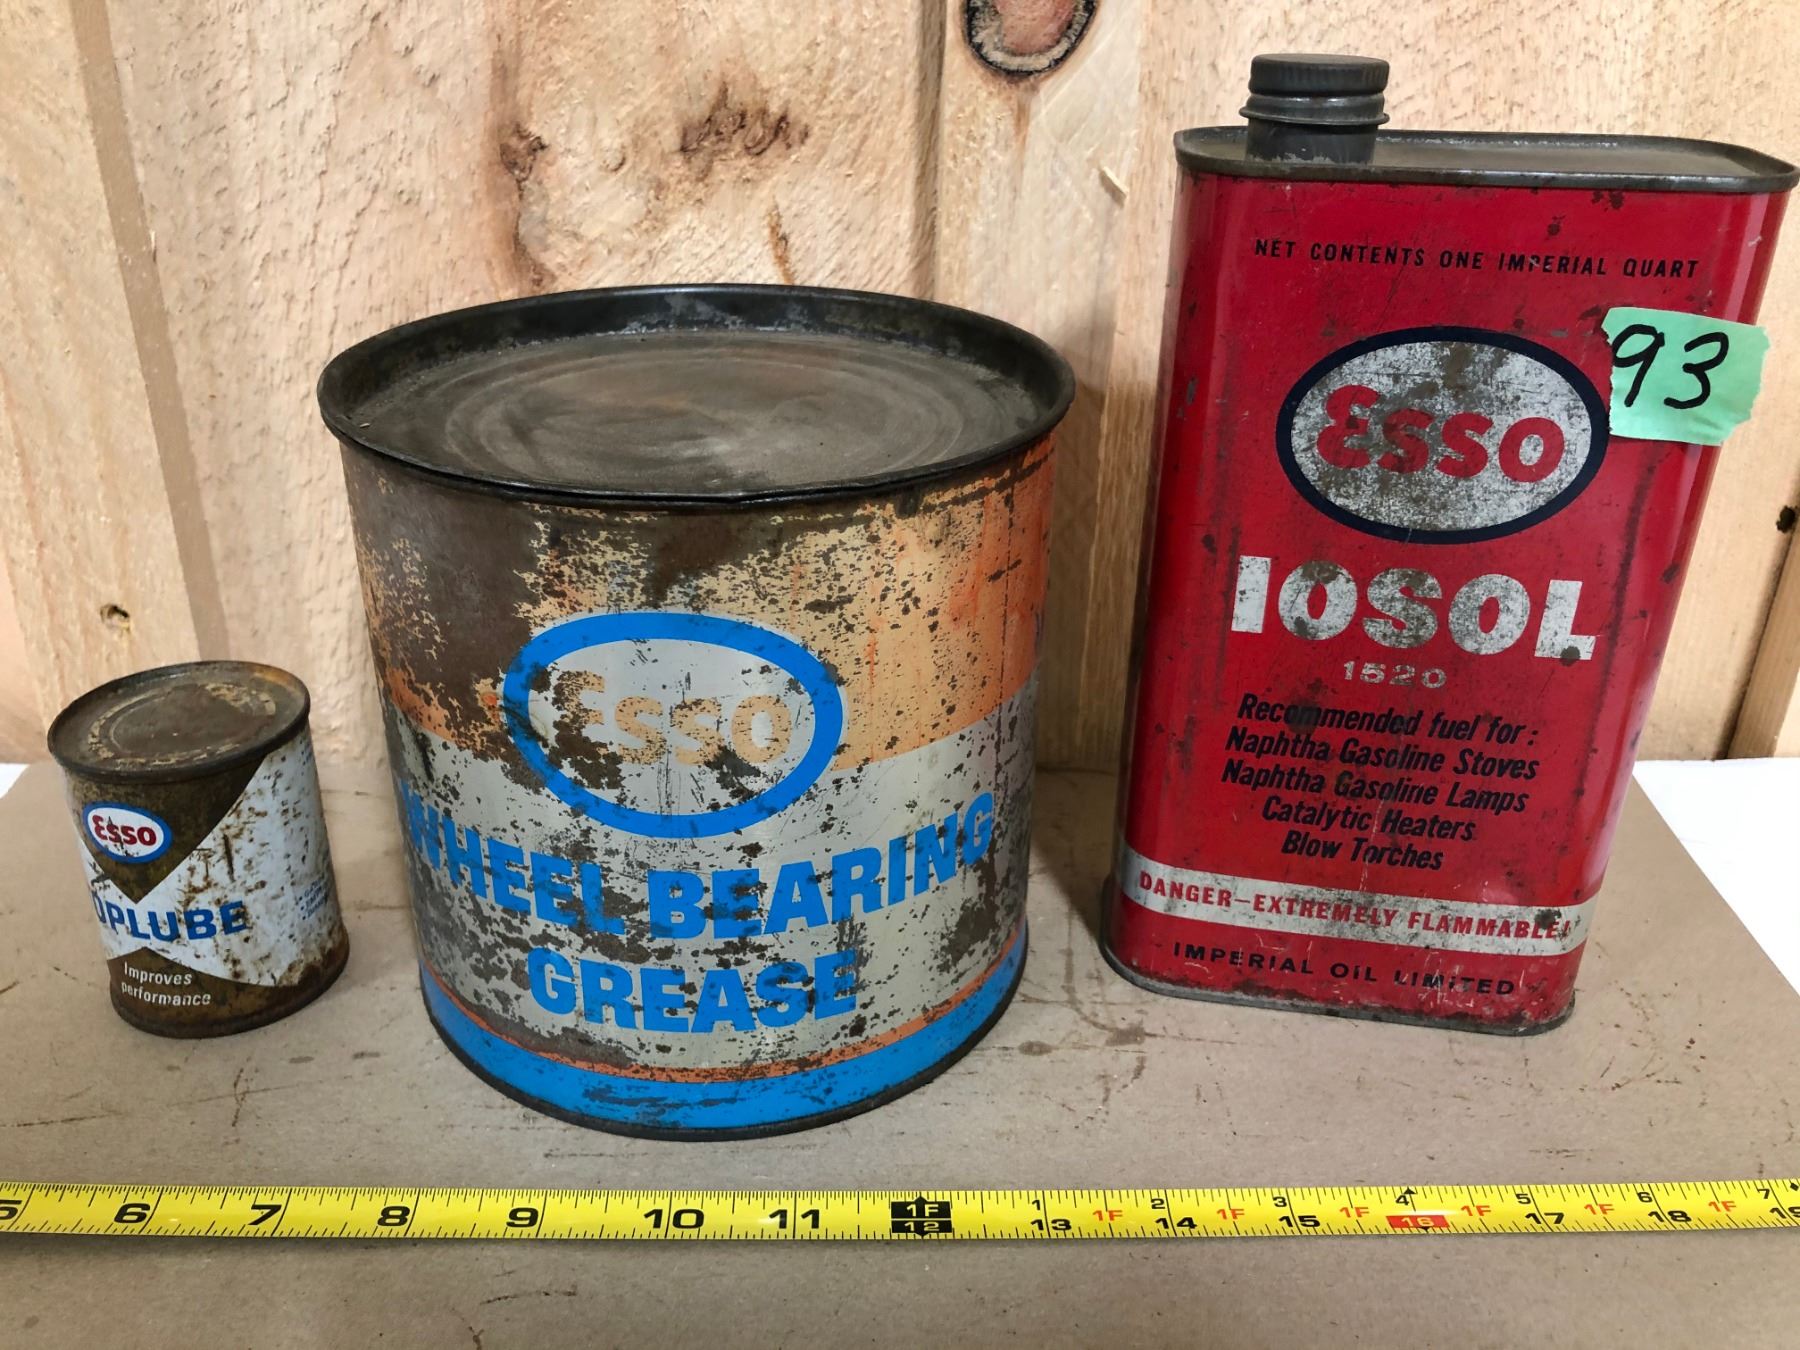 Esso
OPLUBE
Improves
performance
Esso
WHEEL BEARING
GREASE
NET CONTENTS ONE IMPERIAL QUART
93
Esso
IOSOL
1520
Recommended fuel for:
Naphtha Gasoline Stoves
Naphtha Gasoline Lamps
Catalytic Heaters
Blow Torches
DANGER-EXTREMELY FLAMMABLE!
IMPERIAL OIL LIMITED
1F 1 2 3 4 5 6 7
1F 1F 1F 1F 1F 1F
5 6 7 8 9 10 11 12 13 14 15 16 17 18 19